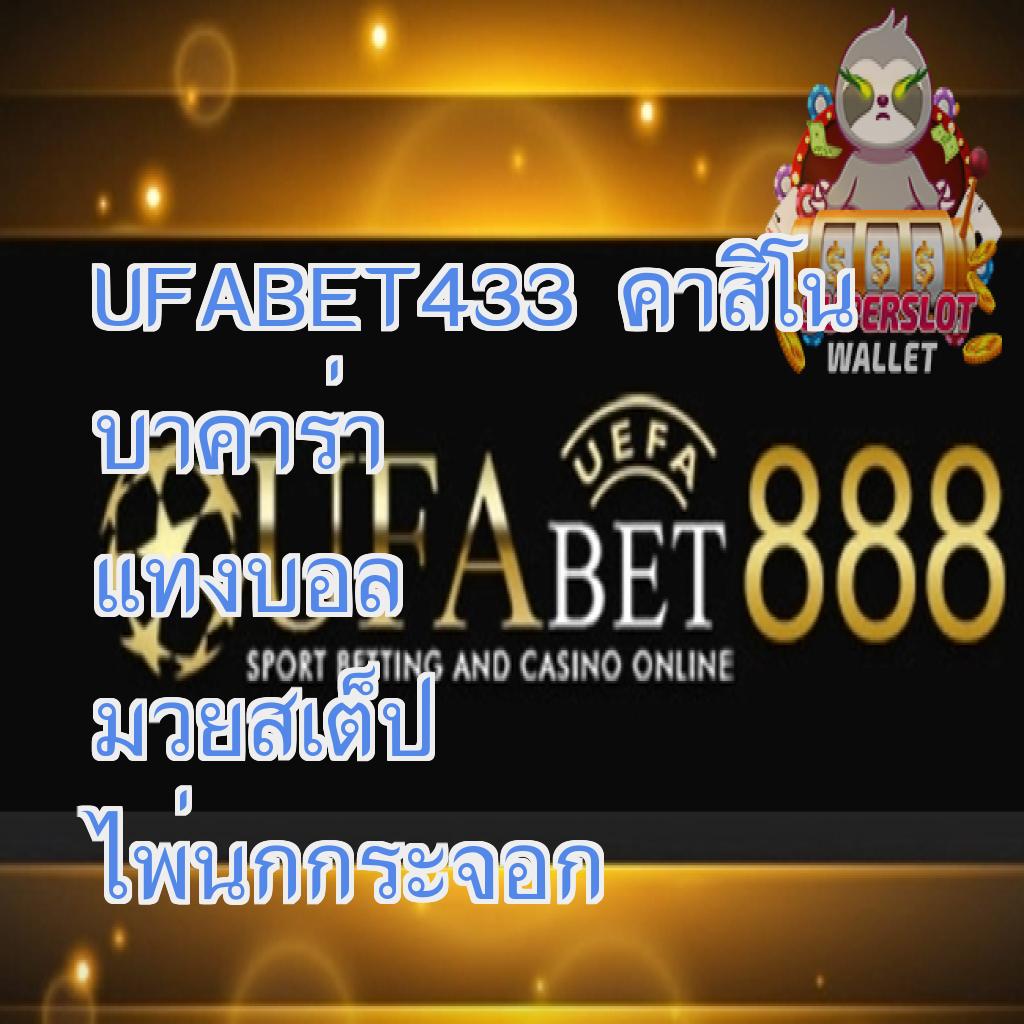 UFABET433 คาสิโน
SUPERSLOT
WALLET
บาคาร่า
UEFA
UFABET888
แทงบอล
SPORT BETTING AND CASINO ONLINE
มวยสเต็ป
ไพ่นกกระจอก